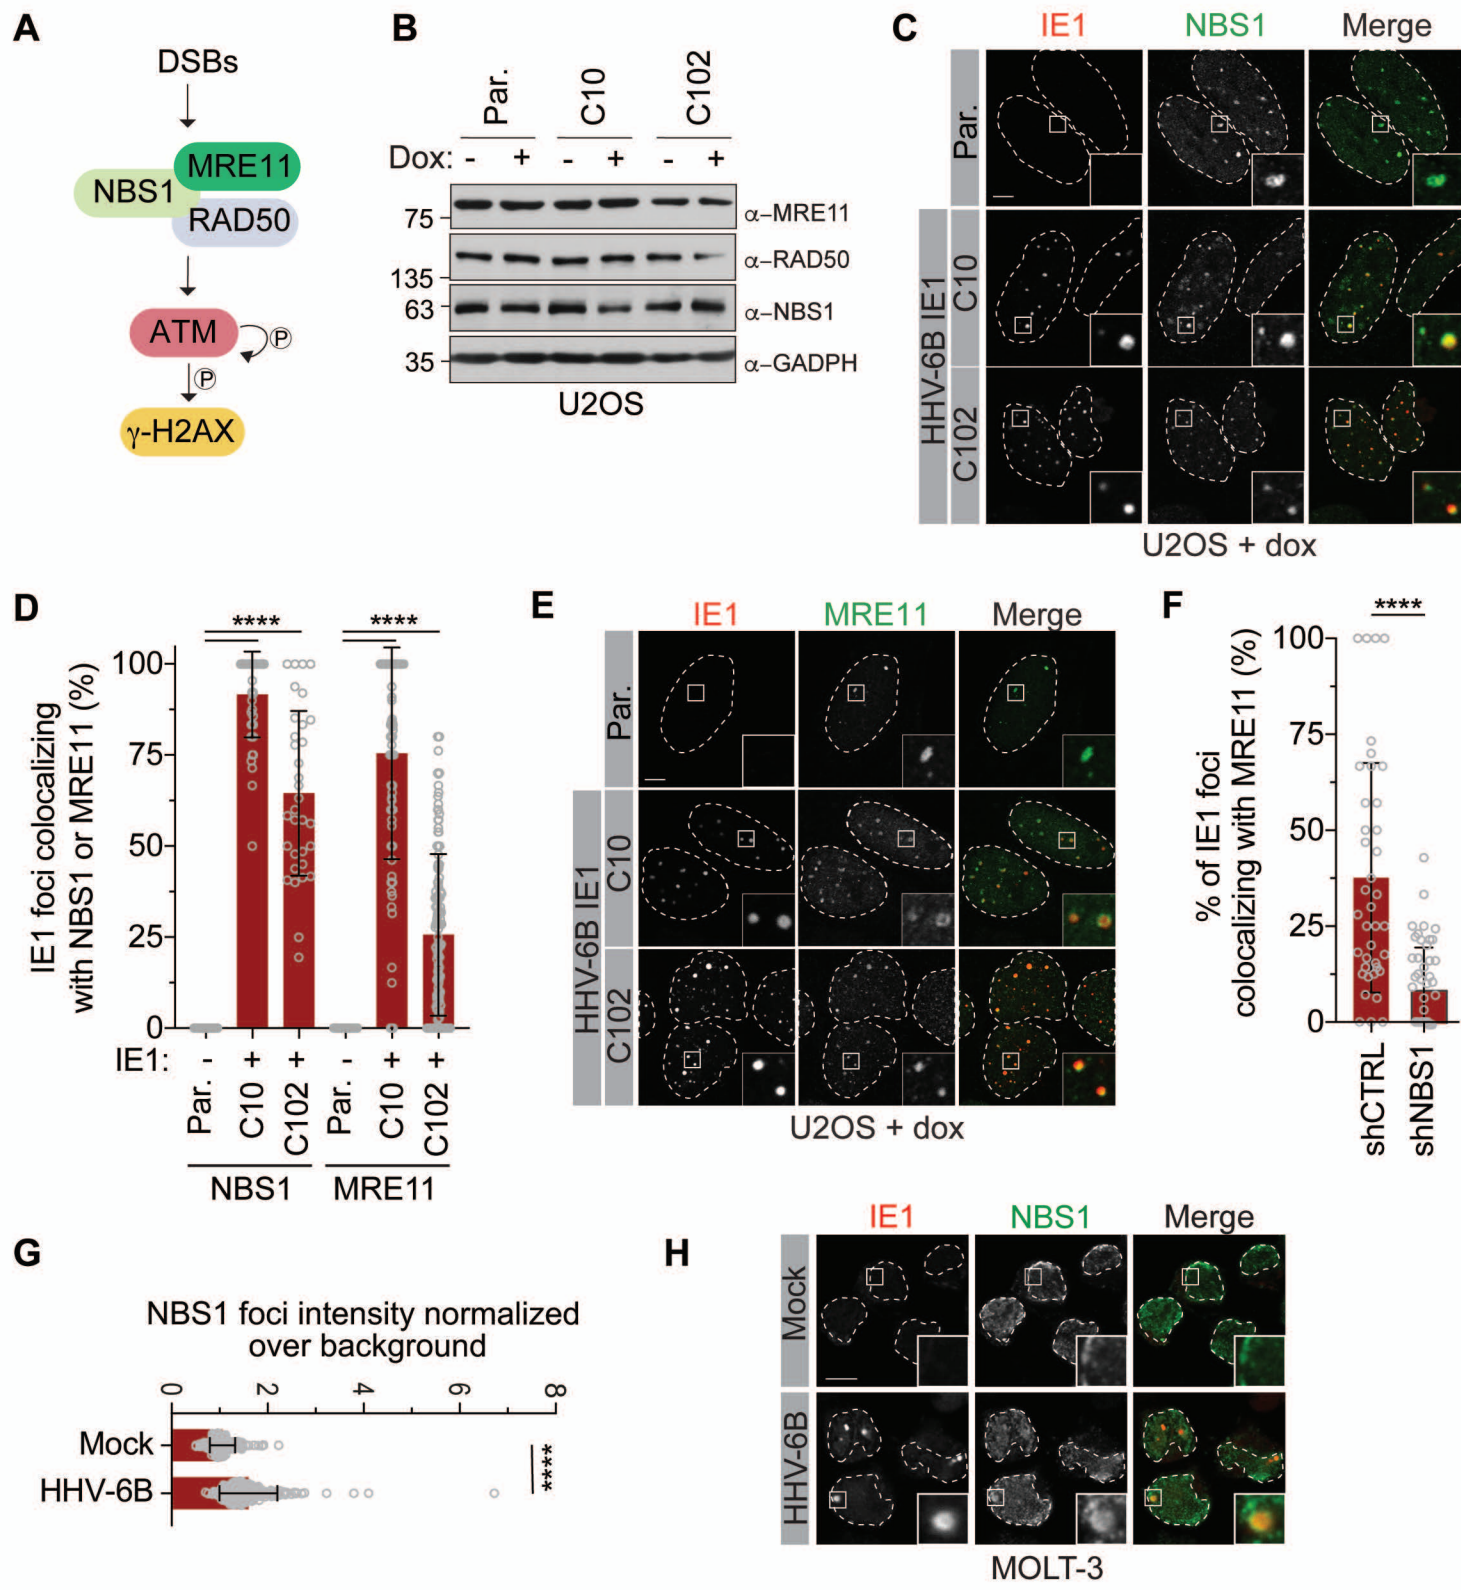 A
DSBs
MRE11
NBS1
RAD50
ATM
P
P
γ-H2AX
B
Par.
C10
C102
Dox: - + - + - +
75
α–MRE11
α–RAD50
135
63
α–NBS1
35
α–GADPH
U2OS
C
IE1 NBS1 Merge
Par.
HHV-6B IE1
C10
C102
U2OS + dox
D
IE1 foci colocalizing
with NBS1 or MRE11 (%)
**** ****
100
75
50
25
0
IE1: - + + - + +
Par. C10 C102 Par. C10 C102
NBS1 MRE11
E
IE1 MRE11 Merge
Par.
HHV-6B IE1
C10
C102
U2OS + dox
F
% of IE1 foci
colocalizing with MRE11 (%)
****
100
75
50
25
0
shCTRL
shNBS1
G
NBS1 foci intensity normalized
over background
0 2 4 6 8
Mock
HHV-6B
****
H
IE1 NBS1 Merge
Mock
HHV-6B
MOLT-3